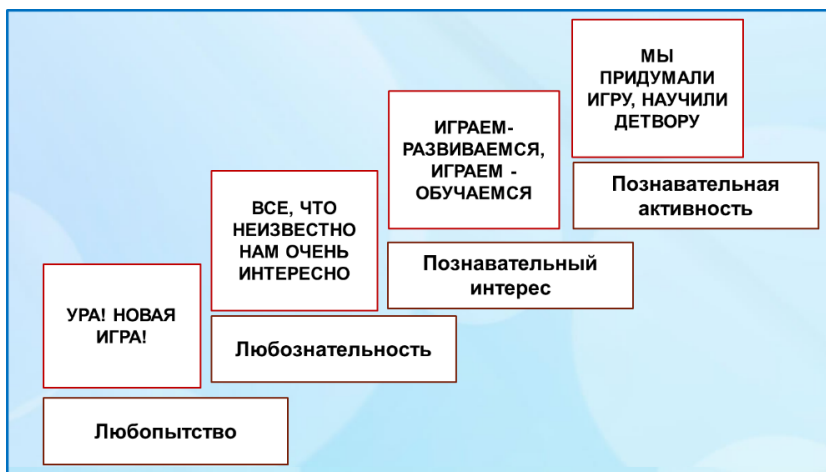 УРА! НОВАЯ
ИГРА!
Любопытство
ВСЕ, ЧТО
НЕИЗВЕСТНО
НАМ ОЧЕНЬ
ИНТЕРЕСНО
Любознательность
ИГРАЕМ-
РАЗВИВАЕМСЯ,
ИГРАЕМ -
ОБУЧАЕМСЯ
Познавательный
интерес
МЫ
ПРИДУМАЛИ
ИГРУ, НАУЧИЛИ
ДЕТВОРУ
Познавательная
активность